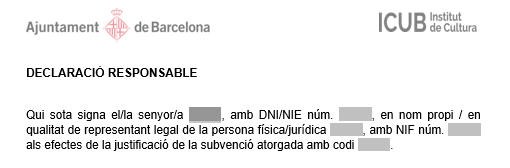 Ajuntament de Barcelona
ICUB Institut
de Cultura
DECLARACIÓ RESPONSABLE
Qui sota signa el/la senyor/a , amb DNI/NIE núm. , en nom propi / en
qualitat de representant legal de la persona física/jurídica , amb NIF núm.
als efectes de la justificació de la subvenció atorgada amb codi .